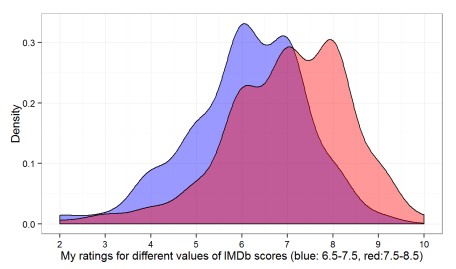 0.3
0.2
0.1
0.0
Density
2 3 4 5 6 7 8 9 10
My ratings for different values of IMDb scores (blue: 6.5-7.5, red:7.5-8.5)